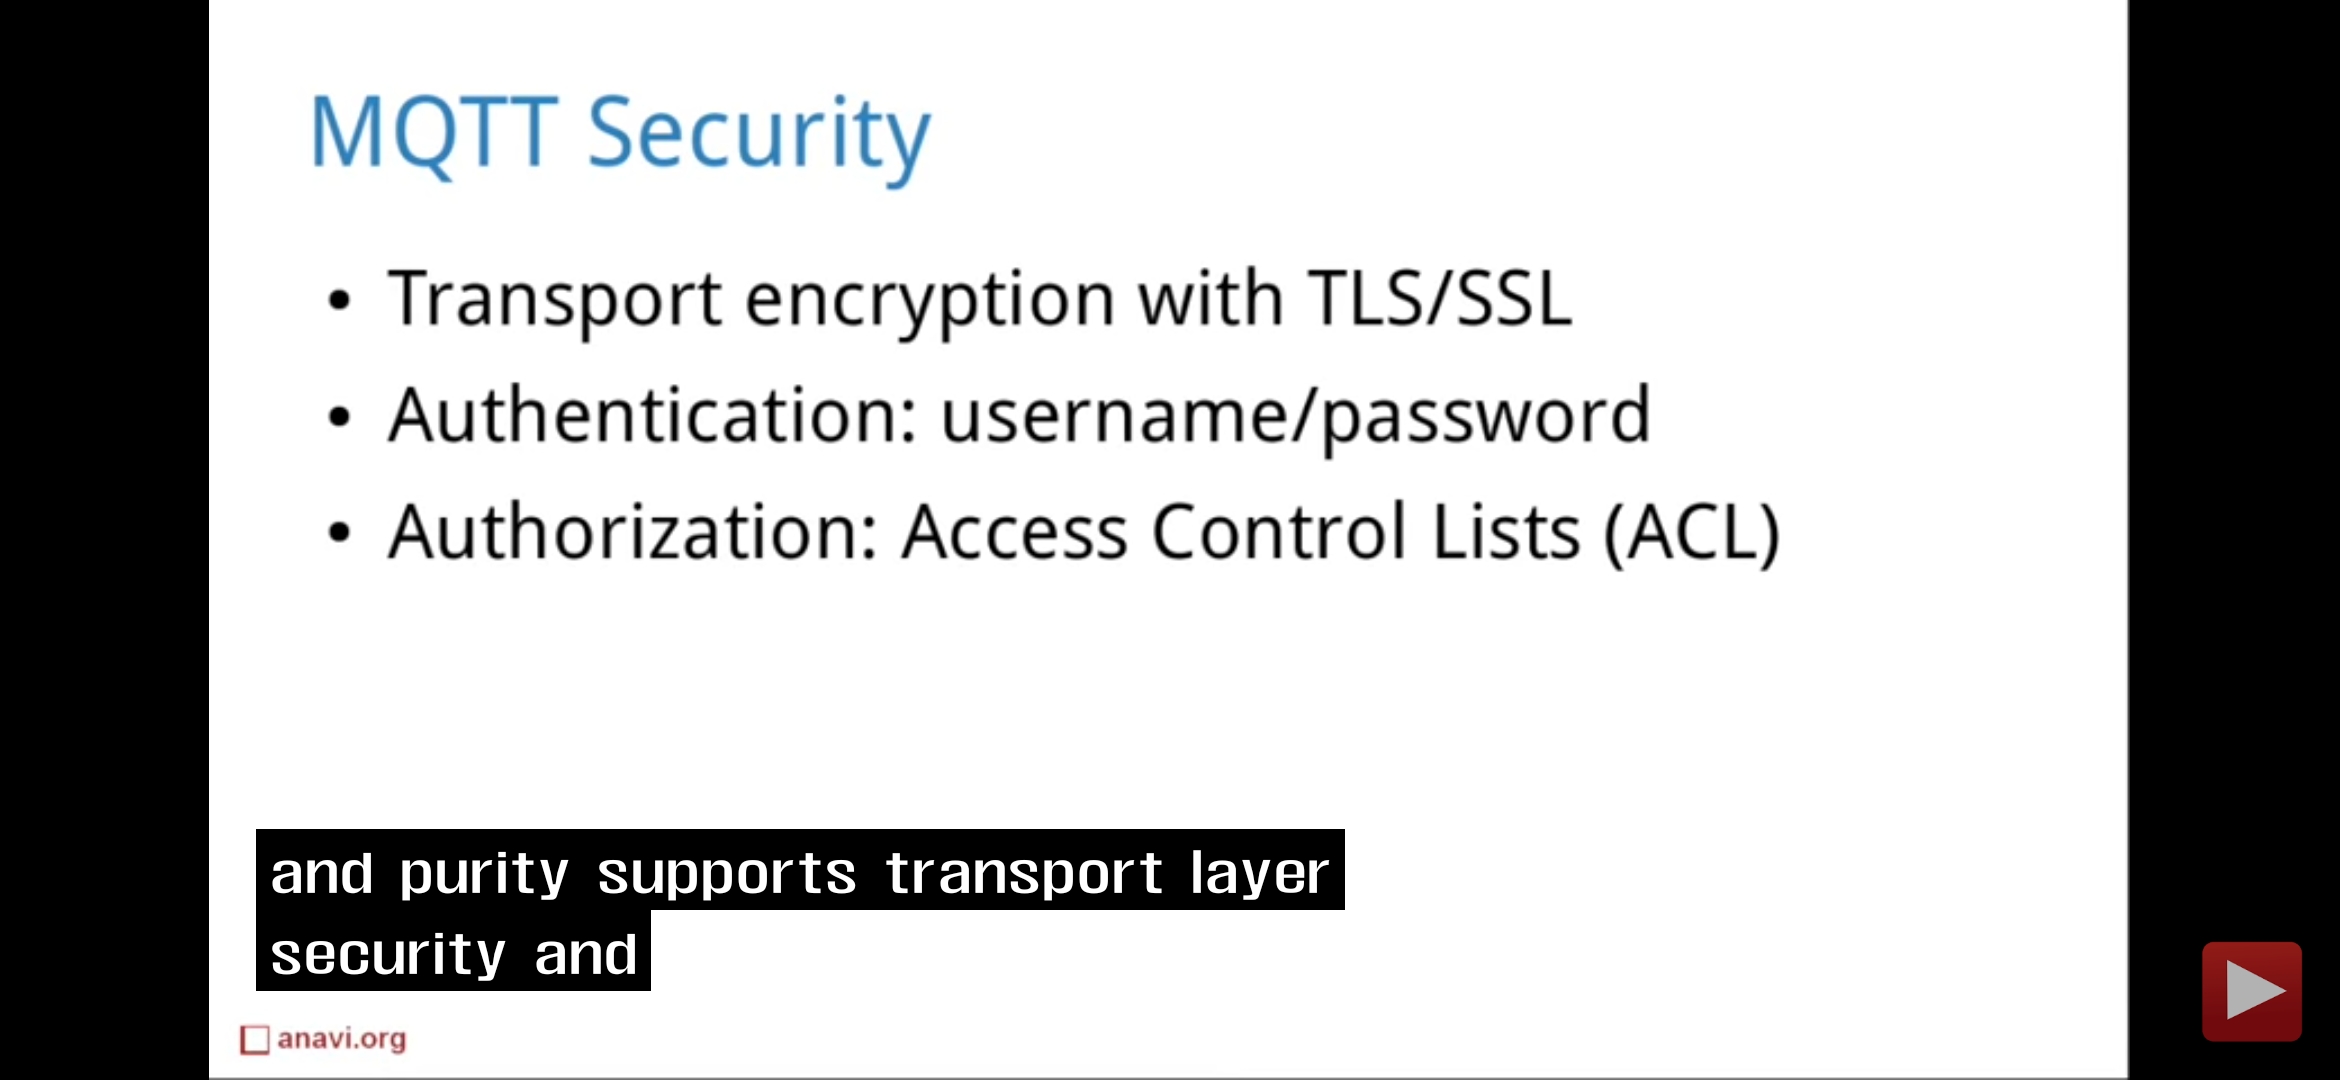 MQTT Security
• Transport encryption with TLS/SSL
• Authentication: username/password
• Authorization: Access Control Lists (ACL)
and purity supports transport layer
security and
anavi.org